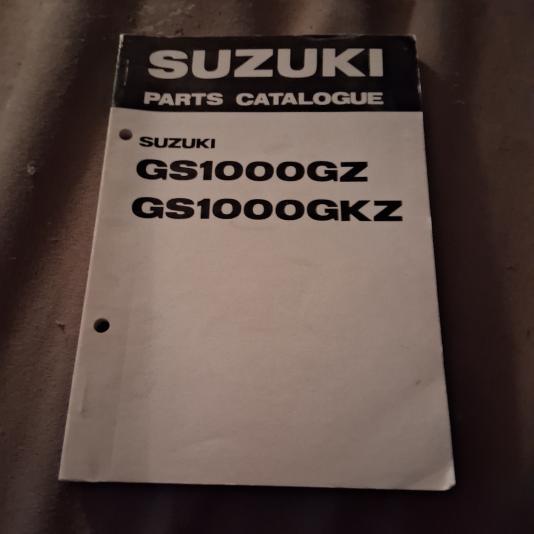 SUZUKI
PARTS CATALOGUE
SUZUKI
GS1000GZ
GS1000GKZ